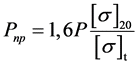 P_пр = 1,6P [σ]_20 / [σ]_t